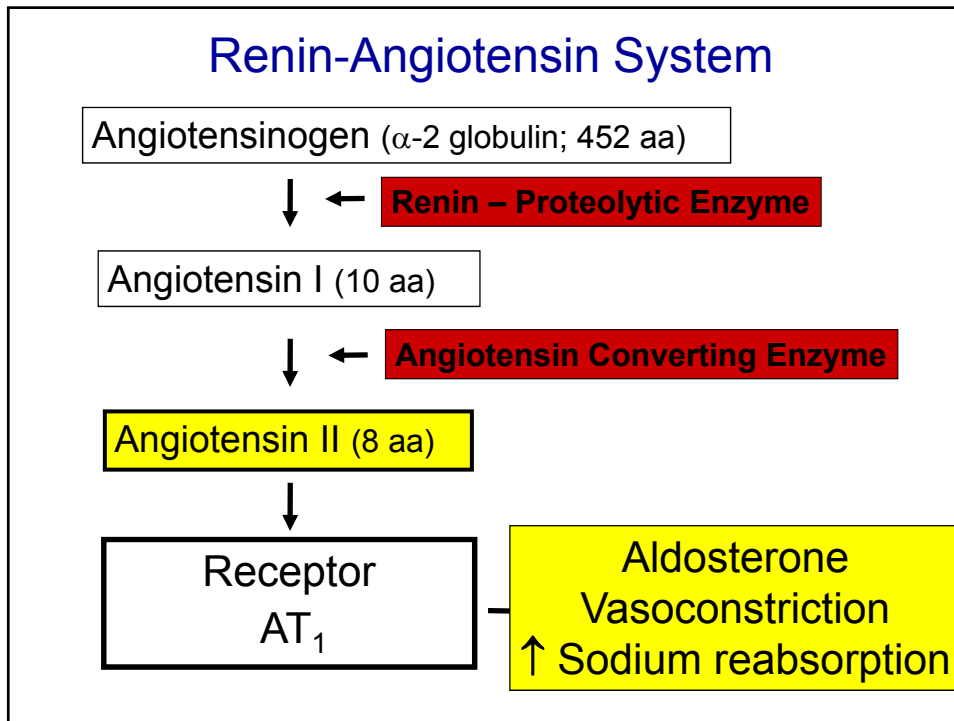 Renin-Angiotensin System
Angiotensinogen (α-2 globulin; 452 aa)
Renin – Proteolytic Enzyme
Angiotensin I (10 aa)
Angiotensin Converting Enzyme
Angiotensin II (8 aa)
Receptor
AT₁
Aldosterone
Vasoconstriction
↑ Sodium reabsorption